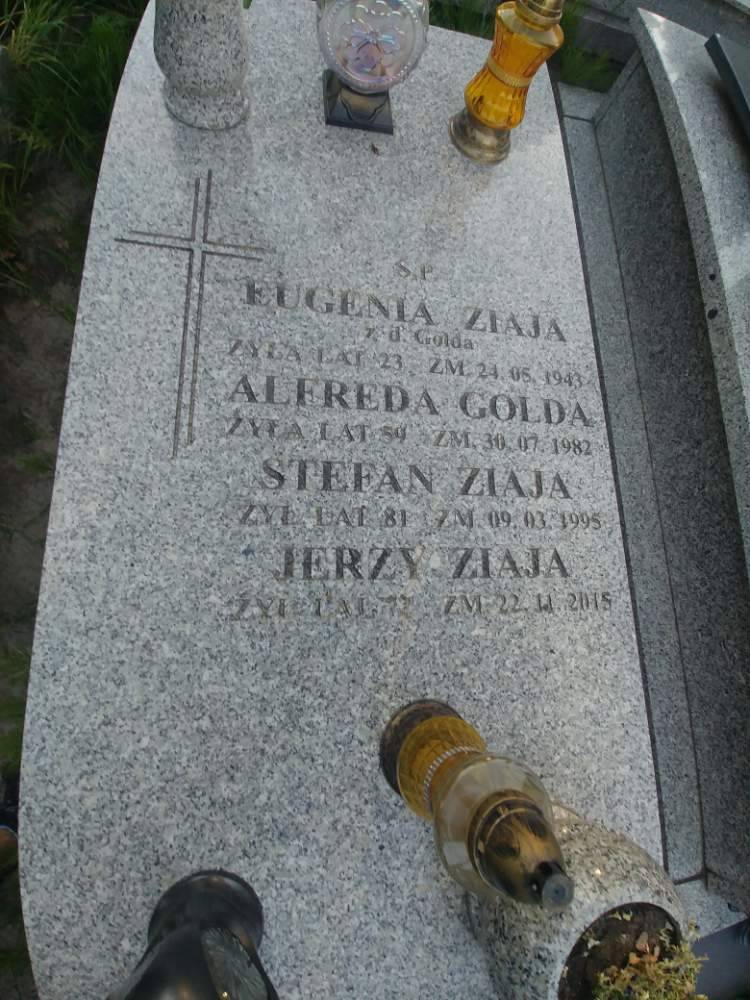 Ś.P.
EUGENIA ZIAJA
z d. Golda
ŻYŁA LAT 23 ZM. 24. 05. 1943
ALFREDA GOLDA
ŻYŁA LAT 59 ZM. 30. 07. 1982
STEFAN ZIAJA
ŻYŁ LAT 81 ZM. 09. 03. 1995
JERZY ZIAJA
ŻYŁ LAT 72 ZM. 22. 11. 2015